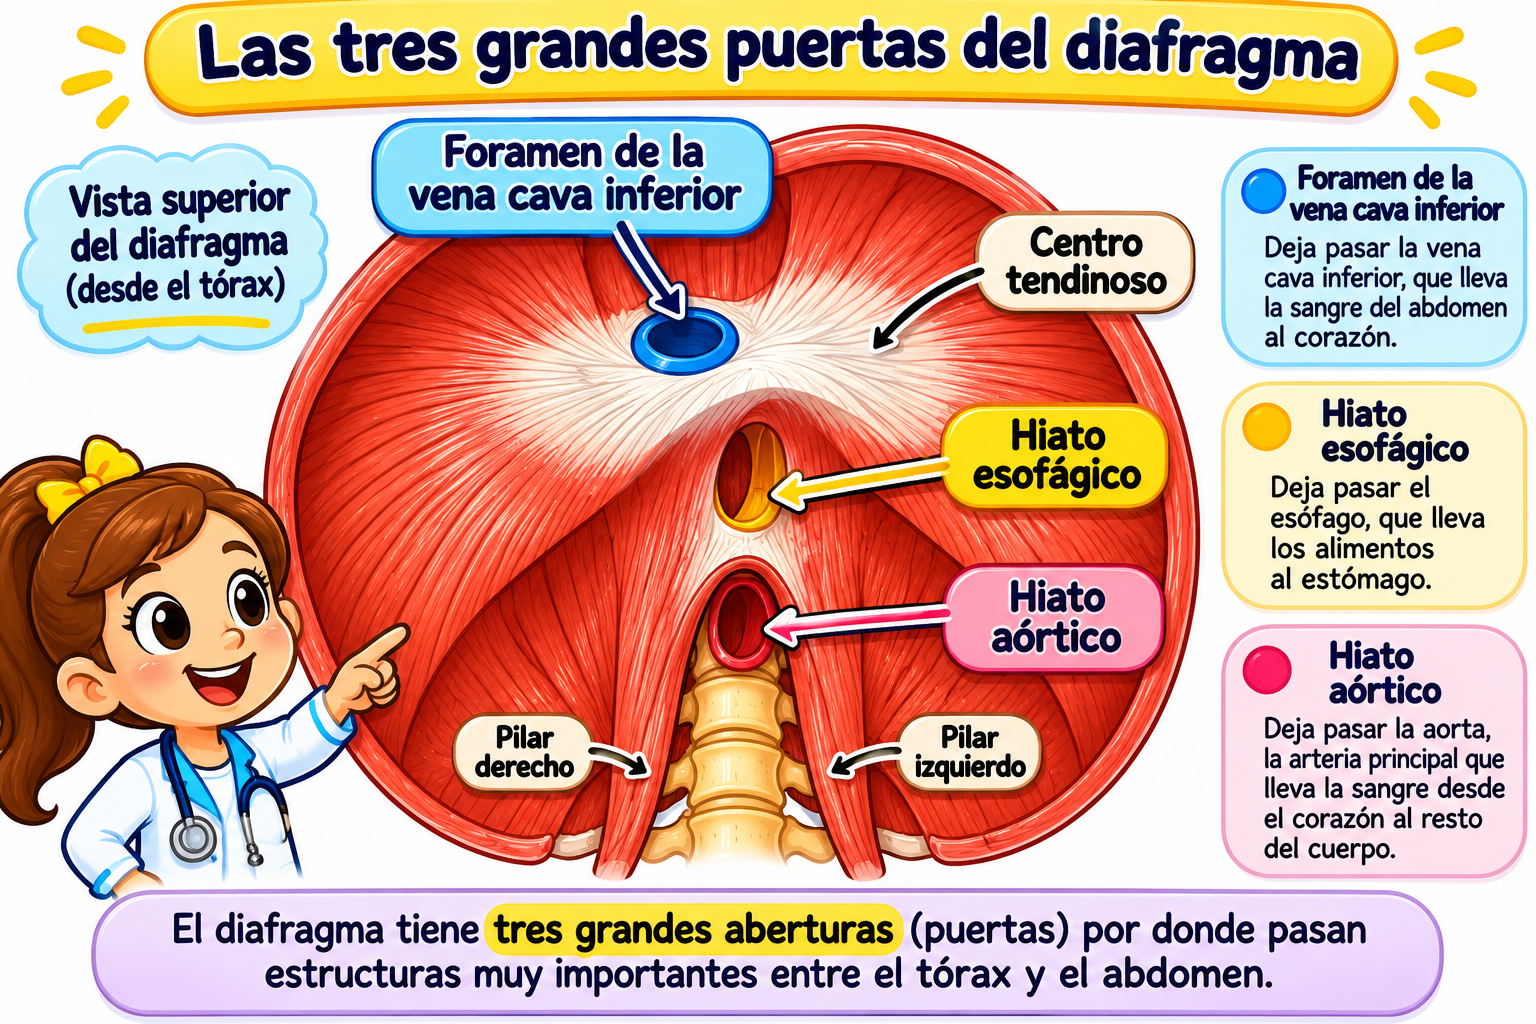 Las tres grandes puertas del diafragma
Vista superior
del diafragma
(desde el tórax)
Foramen de la
vena cava inferior
Centro
tendinoso
Hiato
esofágico
Hiato
aórtico
Pilar
derecho
Pilar
izquierdo
Foramen de la
vena cava inferior
Deja pasar la vena
cava inferior, que lleva
la sangre del abdomen
al corazón.
Hiato
esofágico
Deja pasar el
esófago, que lleva
los alimentos
al estómago.
Hiato
aórtico
Deja pasar la aorta,
la arteria principal que
lleva la sangre desde
el corazón al resto
del cuerpo.
El diafragma tiene tres grandes aberturas (puertas) por donde pasan
estructuras muy importantes entre el tórax y el abdomen.